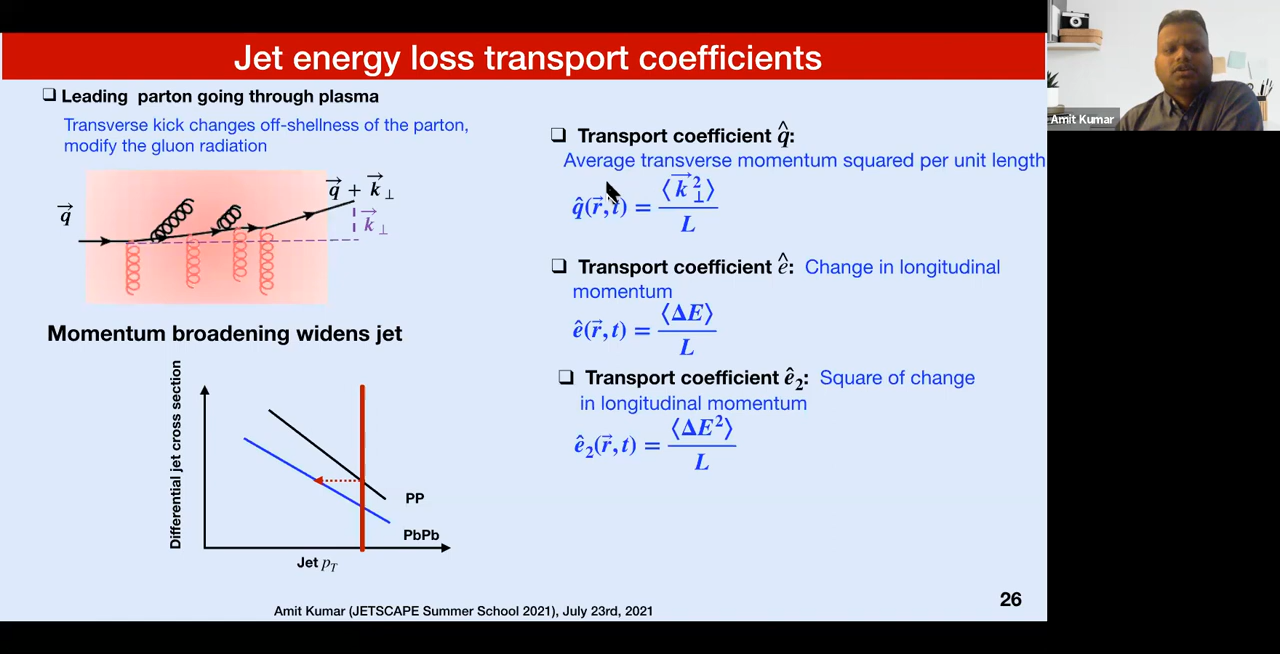 Jet energy loss transport coefficients
❑ Leading parton going through plasma
Transverse kick changes off-shellness of the parton,
modify the gluon radiation
q⃗
q⃗ + k⃗⊥
k⃗⊥
Momentum broadening widens jet
Differential jet cross section
PP
PbPb
Jet p_T
❑ Transport coefficient q̂:
Average transverse momentum squared per unit length
q̂(r⃗, t) = ⟨k⃗²⊥⟩ / L
❑ Transport coefficient ê: Change in longitudinal
momentum
ê(r⃗, t) = ⟨ΔE⟩ / L
❑ Transport coefficient ê₂: Square of change
in longitudinal momentum
ê₂(r⃗, t) = ⟨ΔE²⟩ / L
Amit Kumar (JETSCAPE Summer School 2021), July 23rd, 2021
26
Amit Kumar